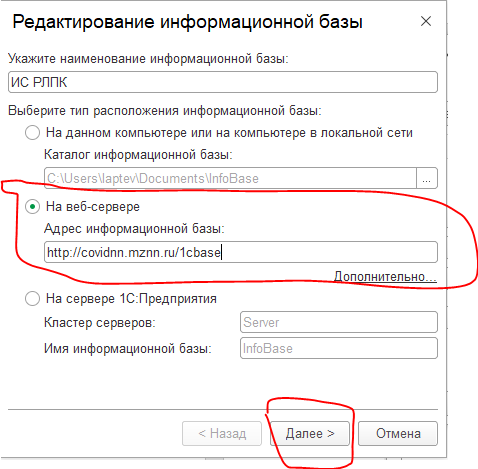 Редактирование информационной базы
Укажите наименование информационной базы:
ИС РЛПК
Выберите тип расположения информационной базы:
На данном компьютере или на компьютере в локальной сети
Каталог информационной базы:
C:\Users\laptev\Documents\InfoBase ...
На веб-сервере
Адрес информационной базы:
http://covidnn.mznn.ru/1cbase
Дополнительно...
На сервере 1С:Предприятия
Кластер серверов: Server
Имя информационной базы: InfoBase
< Назад Далее > Отмена